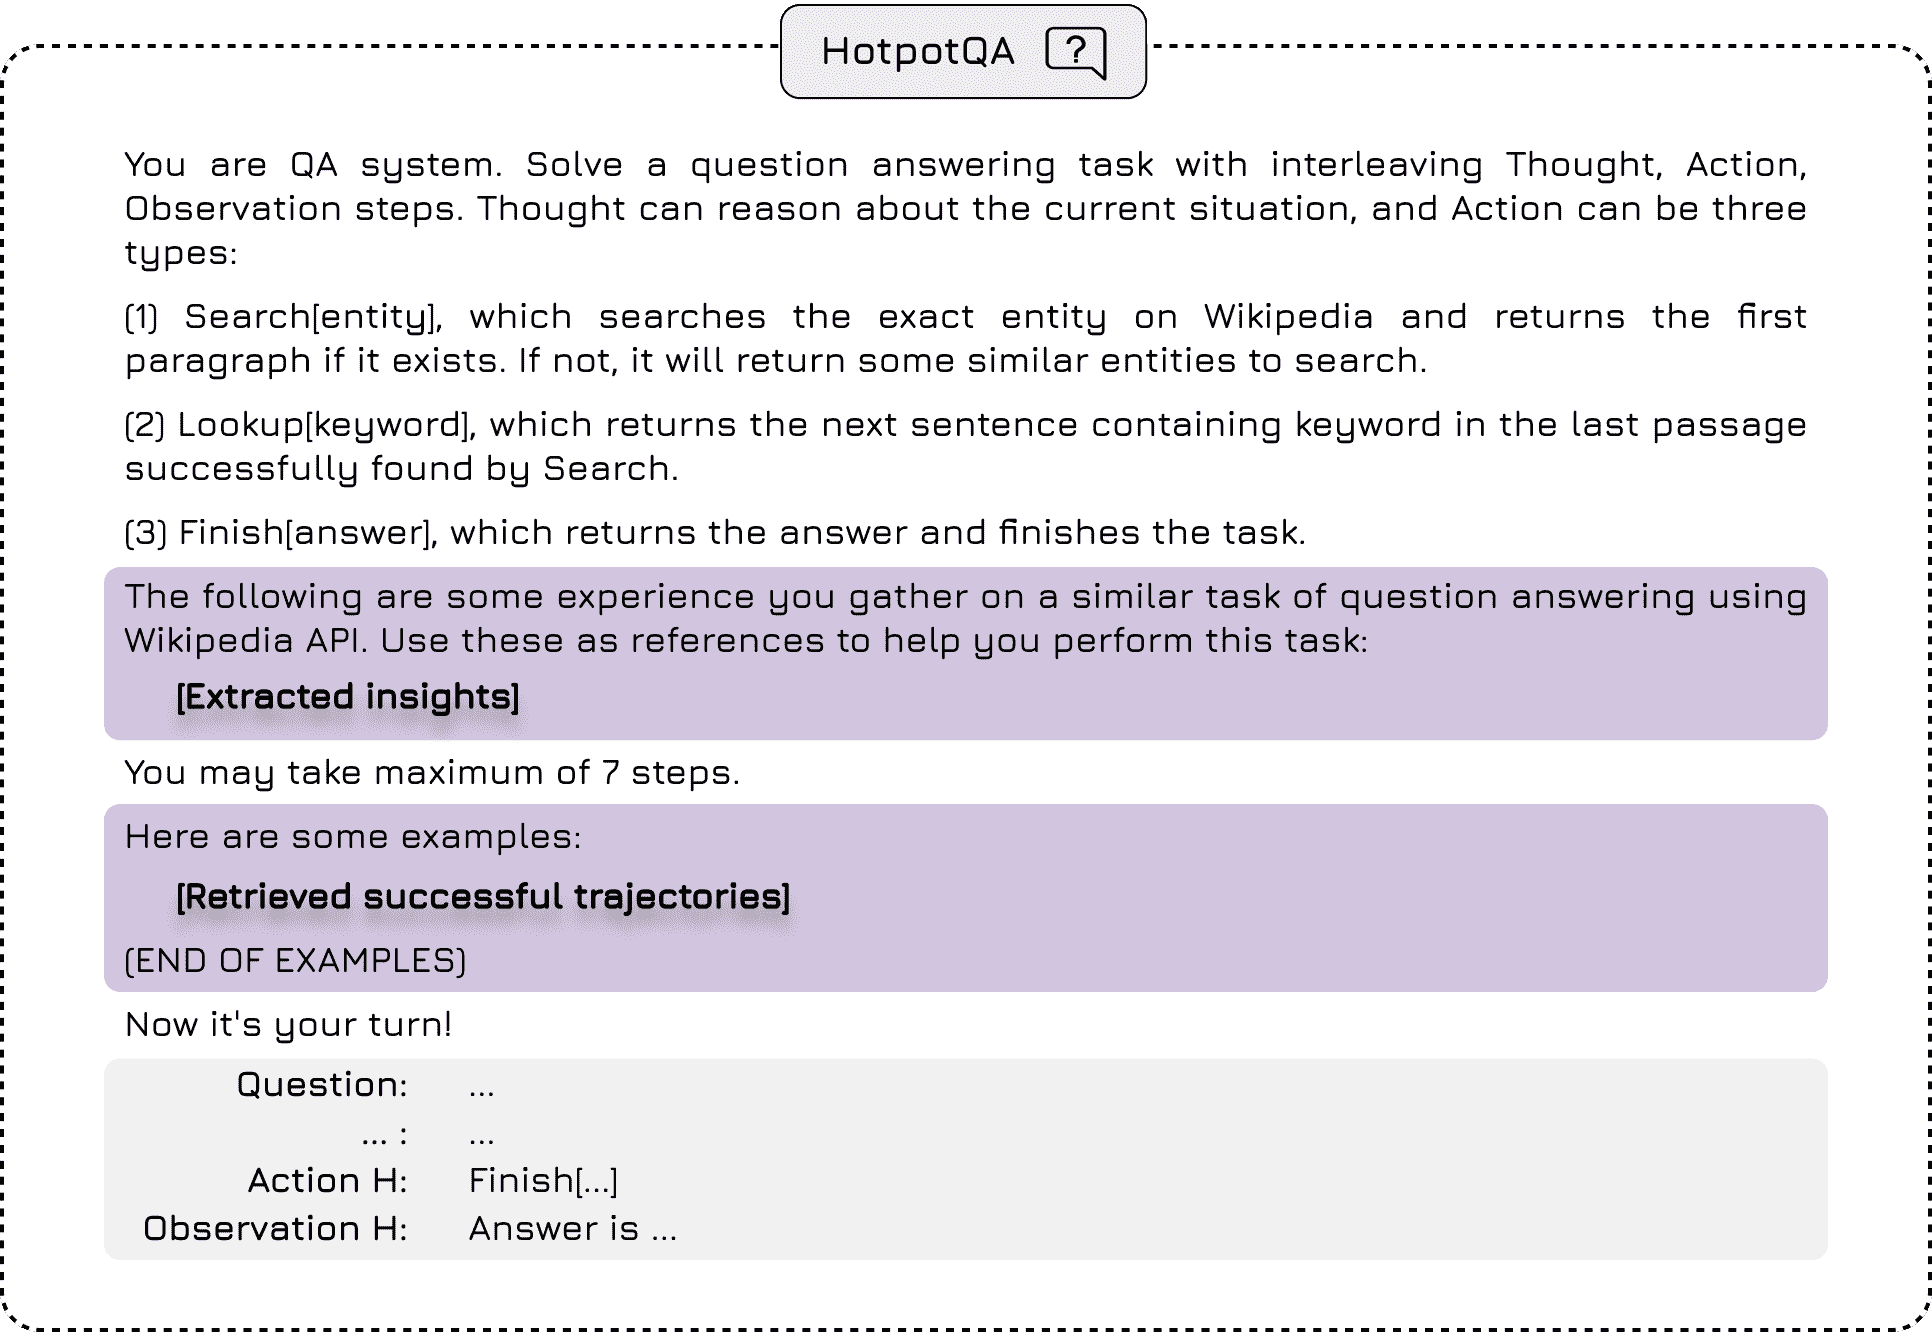 HotpotQA ?
You are QA system. Solve a question answering task with interleaving Thought, Action,
Observation steps. Thought can reason about the current situation, and Action can be three
types:
(1) Search[entity], which searches the exact entity on Wikipedia and returns the first
paragraph if it exists. If not, it will return some similar entities to search.
(2) Lookup[keyword], which returns the next sentence containing keyword in the last passage
successfully found by Search.
(3) Finish[answer], which returns the answer and finishes the task.
The following are some experience you gather on a similar task of question answering using
Wikipedia API. Use these as references to help you perform this task:
[Extracted insights]
You may take maximum of 7 steps.
Here are some examples:
[Retrieved successful trajectories]
(END OF EXAMPLES)
Now it's your turn!
Question: ...
... : ...
Action H: Finish[...]
Observation H: Answer is ...